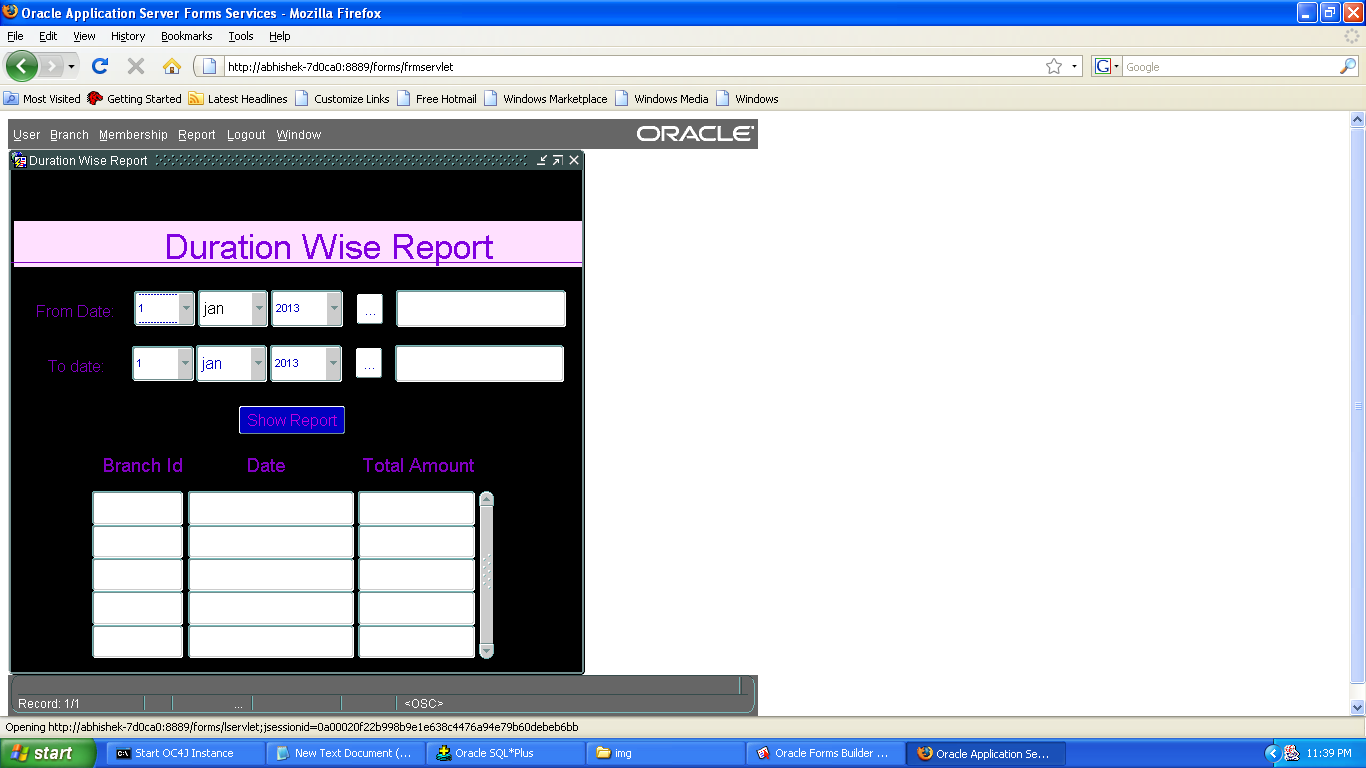 Oracle Application Server Forms Services - Mozilla Firefox
File Edit View History Bookmarks Tools Help
http://abhishek-7d0ca0:8889/forms/frmservlet
G Google
Most Visited Getting Started Latest Headlines Customize Links Free Hotmail Windows Marketplace Windows Media Windows
User Branch Membership Report Logout Window ORACLE
Duration Wise Report
Duration Wise Report
From Date: 1 jan 2013 ...
To date: 1 jan 2013 ...
Show Report
Branch Id Date Total Amount
Record: 1/1 ... <OSC>
Opening http://abhishek-7d0ca0:8889/forms/lservlet;jsessionid=0a00020f22b998b9e1e638c4476a94e79b60debeb6bb
start Start OC4J Instance New Text Document (... Oracle SQL*Plus img Oracle Forms Builder ... Oracle Application Se... 11:39 PM